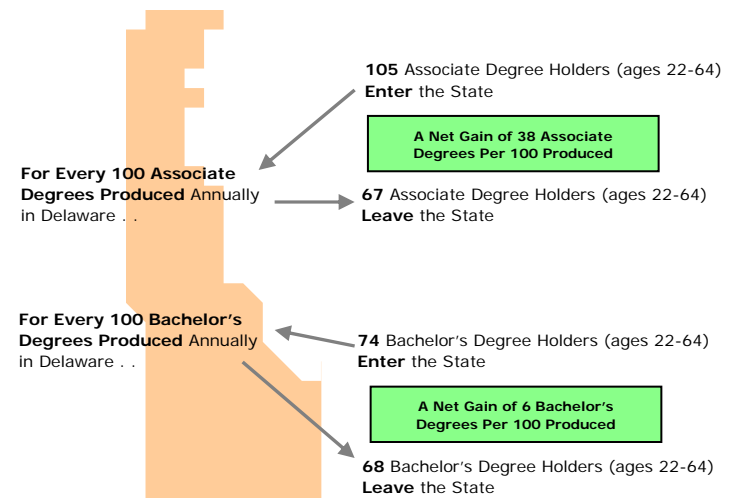 105 Associate Degree Holders (ages 22-64)
Enter the State
A Net Gain of 38 Associate
Degrees Per 100 Produced
For Every 100 Associate
Degrees Produced Annually
in Delaware . .
67 Associate Degree Holders (ages 22-64)
Leave the State
For Every 100 Bachelor's
Degrees Produced Annually
in Delaware . .
74 Bachelor's Degree Holders (ages 22-64)
Enter the State
A Net Gain of 6 Bachelor's
Degrees Per 100 Produced
68 Bachelor's Degree Holders (ages 22-64)
Leave the State